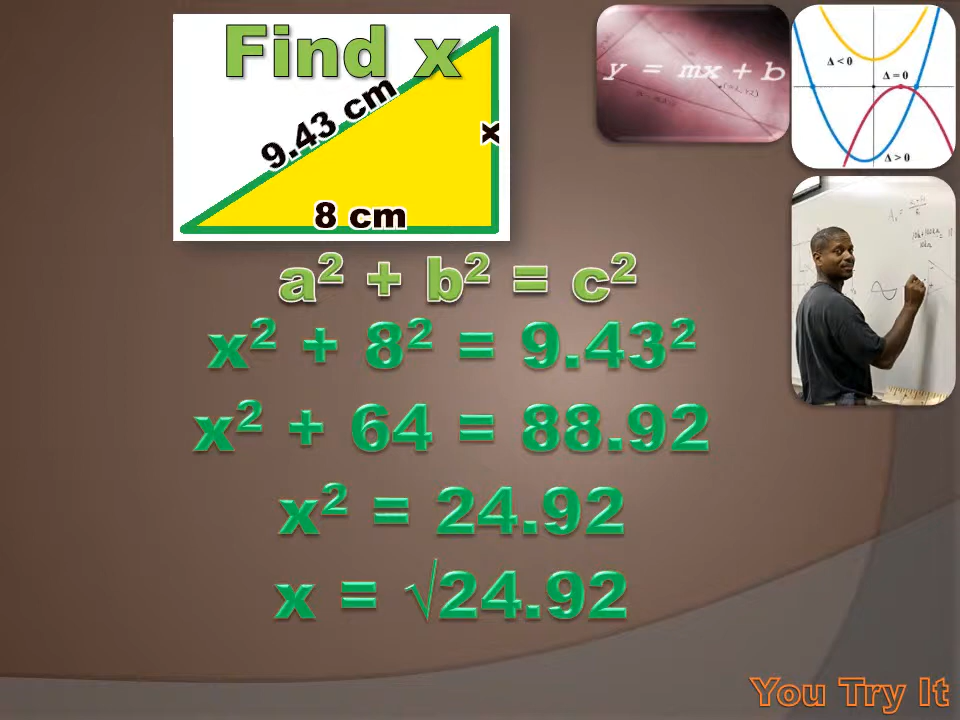 Find x
9.43 cm
x
8 cm
a² + b² = c²
x² + 8² = 9.43²
x² + 64 = 88.92
x² = 24.92
x = √24.92
y = mx + b
Δ < 0
Δ = 0
Δ > 0
You Try It